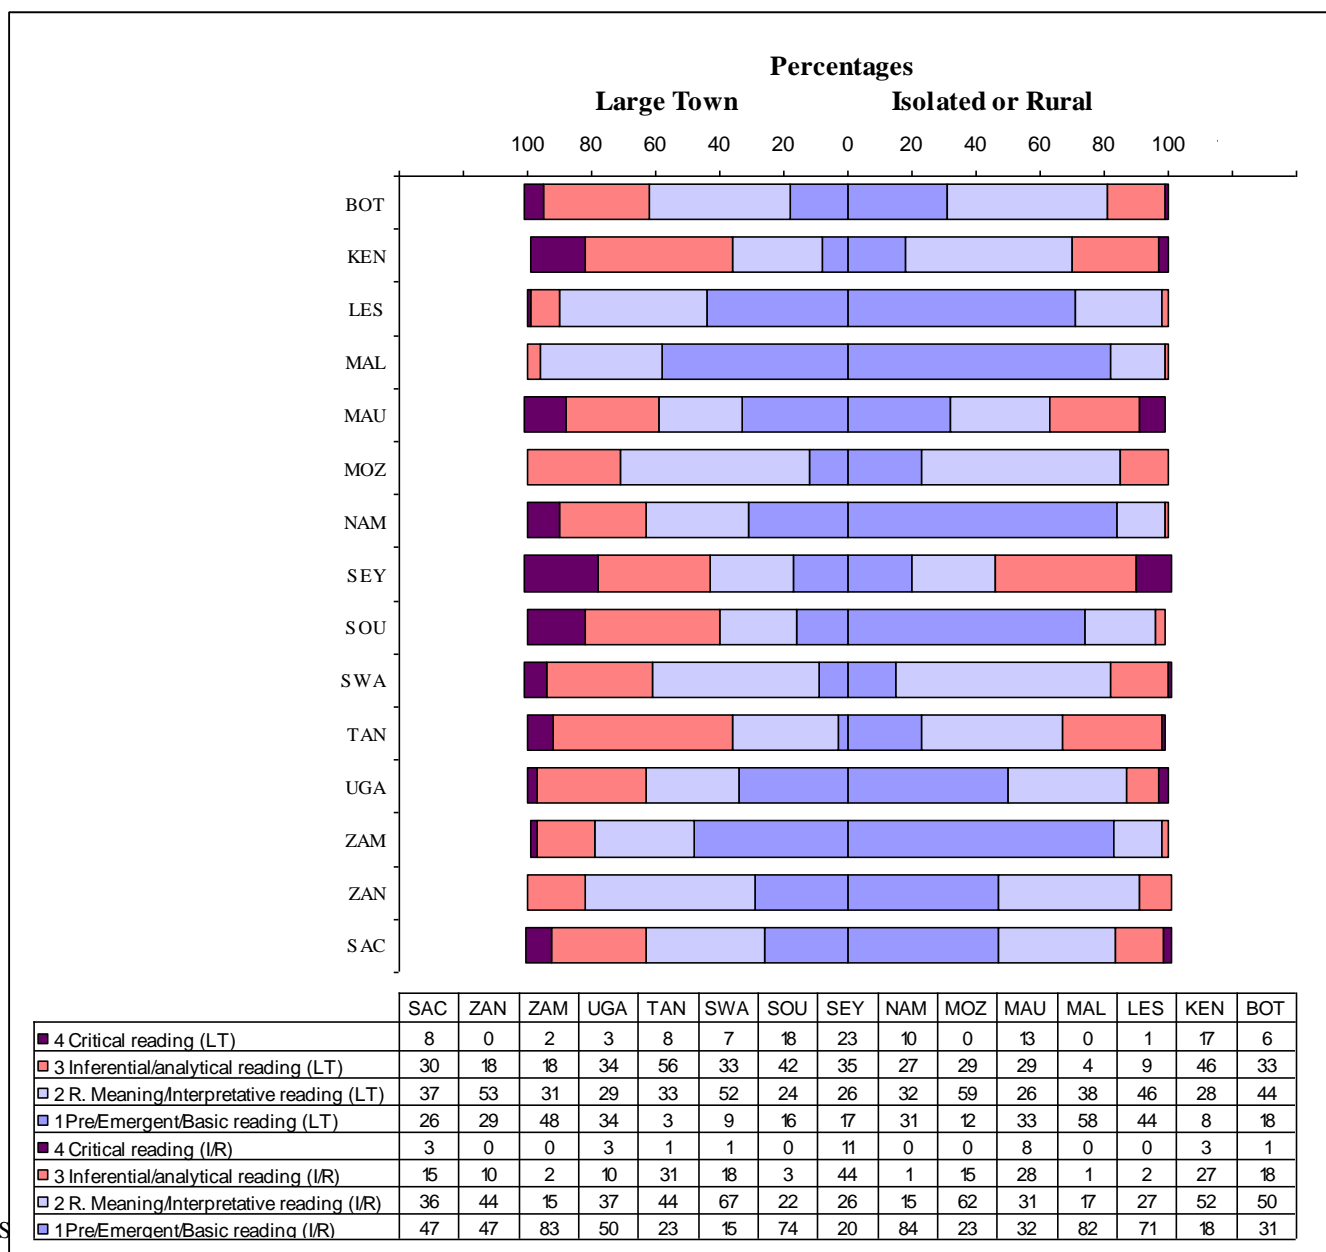 Percentages
Large Town Isolated or Rural
100 80 60 40 20 0 20 40 60 80 100
BOT
KEN
LES
MAL
MAU
MOZ
NAM
SEY
SOU
SWA
TAN
UGA
ZAM
ZAN
SAC
SAC ZAN ZAM UGA TAN SWA SOU SEY NAM MOZ MAU MAL LES KEN BOT
4 Critical reading (LT) 8 0 2 3 8 7 18 23 10 0 13 0 1 17 6
3 Inferential/analytical reading (LT) 30 18 18 34 56 33 42 35 27 29 29 4 9 46 33
2 R. Meaning/Interpretative reading (LT) 37 53 31 29 33 52 24 26 32 59 26 38 46 28 44
1 Pre/Emergent/Basic reading (LT) 26 29 48 34 3 9 16 17 31 12 33 58 44 8 18
4 Critical reading (I/R) 3 0 0 3 1 1 0 11 0 0 8 0 0 3 1
3 Inferential/analytical reading (I/R) 15 10 2 10 31 18 3 44 1 15 28 1 2 27 18
2 R. Meaning/Interpretative reading (I/R) 36 44 15 37 44 67 22 26 15 62 31 17 27 52 50
s 1 Pre/Emergent/Basic reading (I/R) 47 47 83 50 23 15 74 20 84 23 32 82 71 18 31